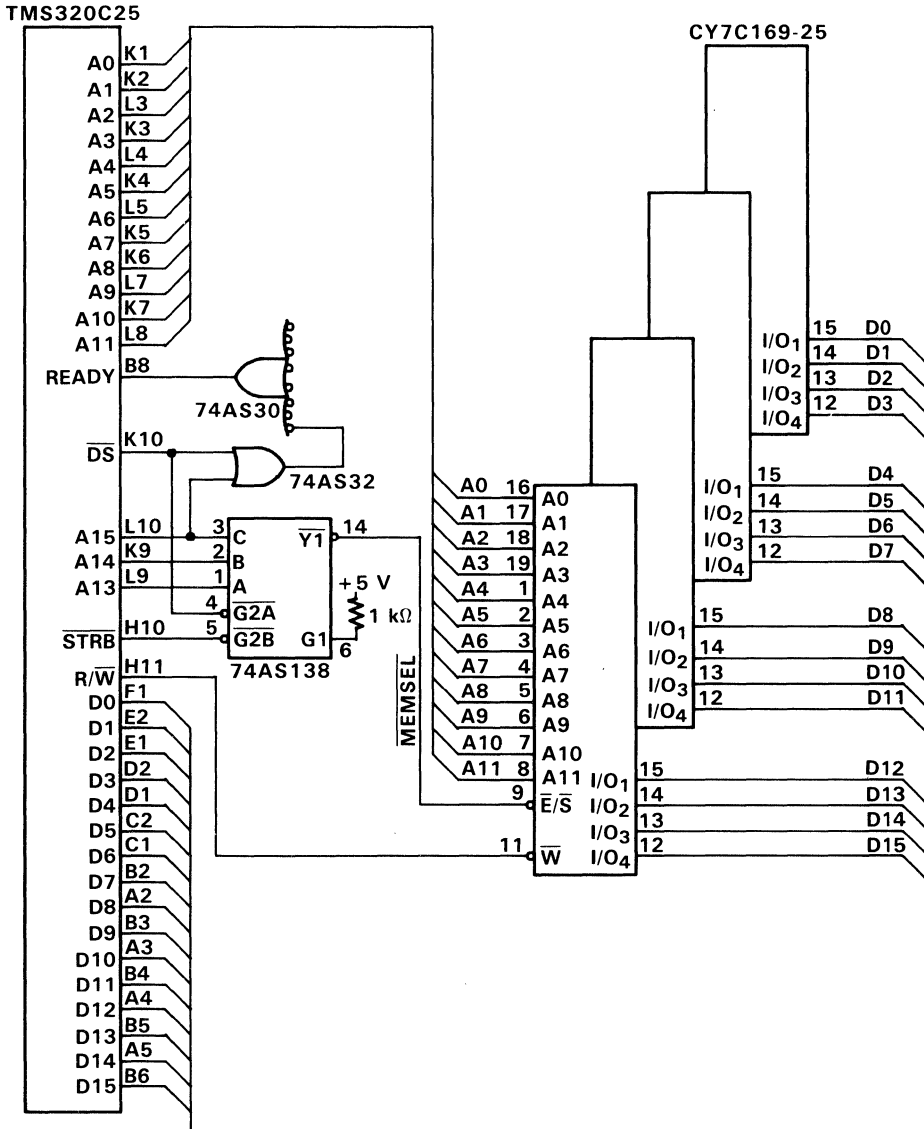 TMS320C25
CY7C169-25
A0 K1
A1 K2
A2 L3
A3 K3
A4 L4
A5 K4
A6 L5
A7 K5
A8 K6
A9 L7
A10 K7
A11 L8
READY B8
74AS30
DS K10
74AS32
A15 L10 3 C Y1 14
A14 K9 2 B
A13 L9 1 A
+5 V
1 kΩ
4 G2A
STRB H10 5 G2B G1 6
74AS138
R/W H11
MEMSEL
D0 F1
D1 E2
D2 E1
D3 D2
D4 D1
D5 C2
D6 C1
D7 B2
D8 A2
D9 B3
D10 A3
D11 B4
D12 A4
D13 B5
D14 A5
D15 B6
A0 16 A0
A1 17 A1
A2 18 A2
A3 19 A3
A4 1 A4
A5 2 A5
A6 3 A6
A7 4 A7
A8 5 A8
A9 6 A9
A10 7 A10
A11 8 A11
9 E/S
11 W
I/O1 15 D0
I/O2 14 D1
I/O3 13 D2
I/O4 12 D3
I/O1 15 D4
I/O2 14 D5
I/O3 13 D6
I/O4 12 D7
I/O1 15 D8
I/O2 14 D9
I/O3 13 D10
I/O4 12 D11
I/O1 15 D12
I/O2 14 D13
I/O3 13 D14
I/O4 12 D15